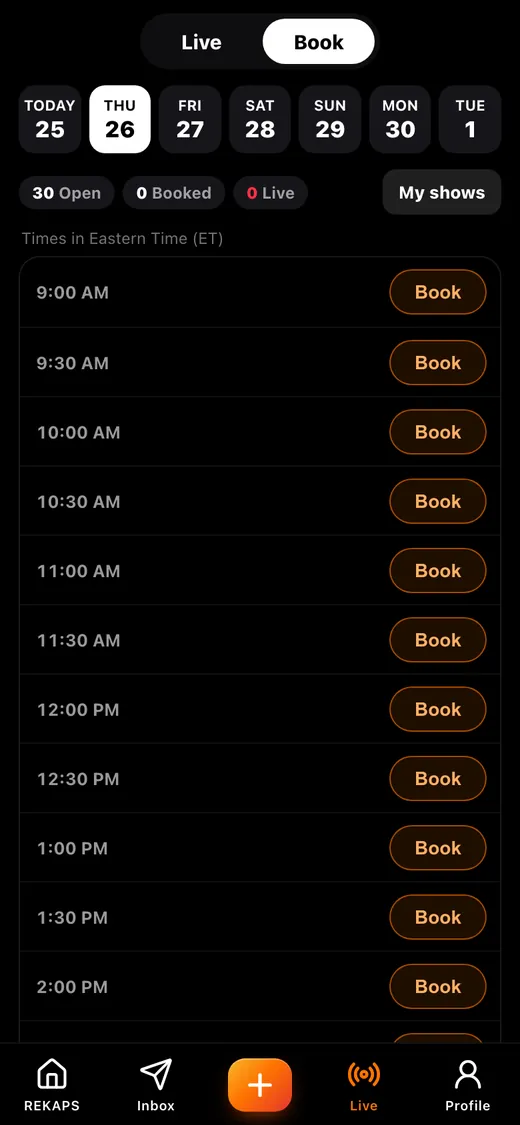 Live Book
TODAY THU FRI SAT SUN MON TUE
25 26 27 28 29 30 1
30 Open 0 Booked 0 Live My shows
Times in Eastern Time (ET)
9:00 AM Book
9:30 AM Book
10:00 AM Book
10:30 AM Book
11:00 AM Book
11:30 AM Book
12:00 PM Book
12:30 PM Book
1:00 PM Book
1:30 PM Book
2:00 PM Book
REKAPS Inbox Live Profile